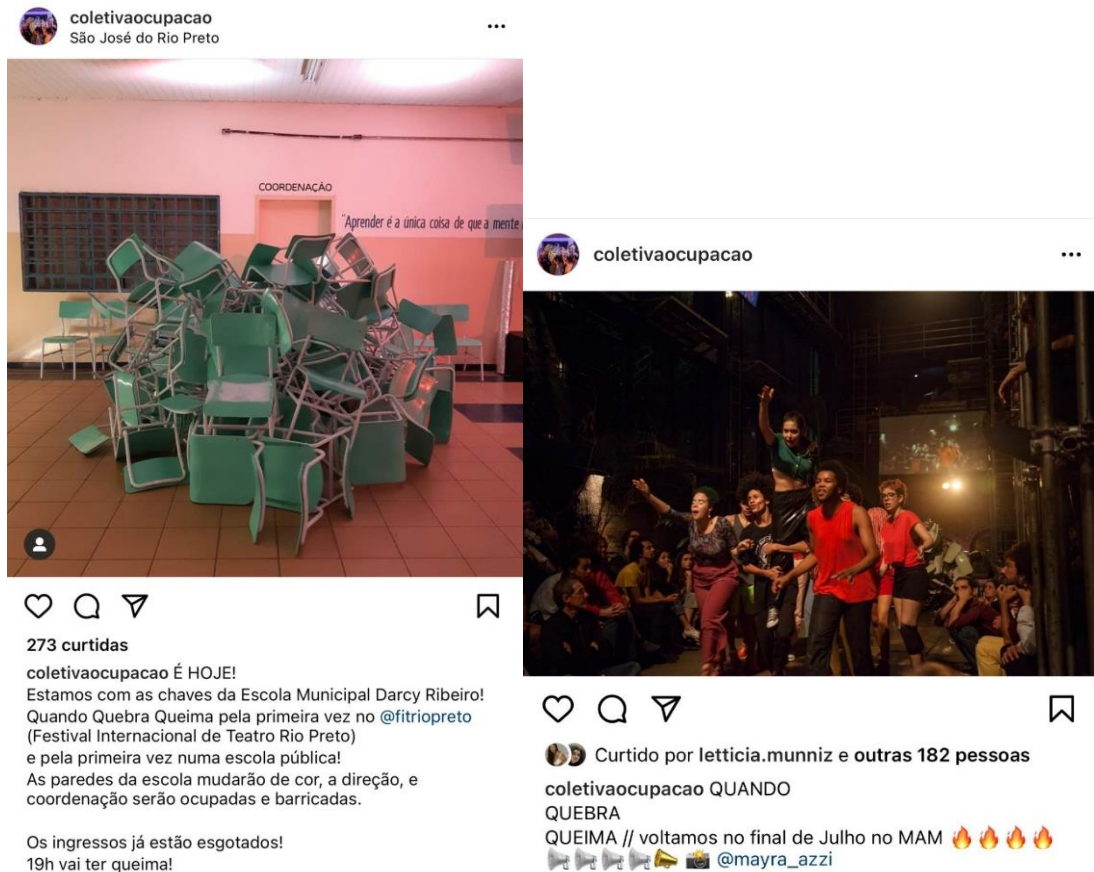 coletivaocupacao
São José do Rio Preto
COORDENAÇÃO
"Aprender é a única coisa de que a mente
273 curtidas
coletivaocupacao É HOJE!
Estamos com as chaves da Escola Municipal Darcy Ribeiro!
Quando Quebra Queima pela primeira vez no @fitriopreto
(Festival Internacional de Teatro Rio Preto)
e pela primeira vez numa escola pública!
As paredes da escola mudarão de cor, a direção, e
coordenação serão ocupadas e barricadas.
Os ingressos já estão esgotados!
19h vai ter queima!
coletivaocupacao
Curtido por letticia.munniz e outras 182 pessoas
coletivaocupacao QUANDO
QUEBRA
QUEIMA // voltamos no final de Julho no MAM 🔥🔥🔥🔥
📢📢📢📢📣 📸 @mayra_azzi